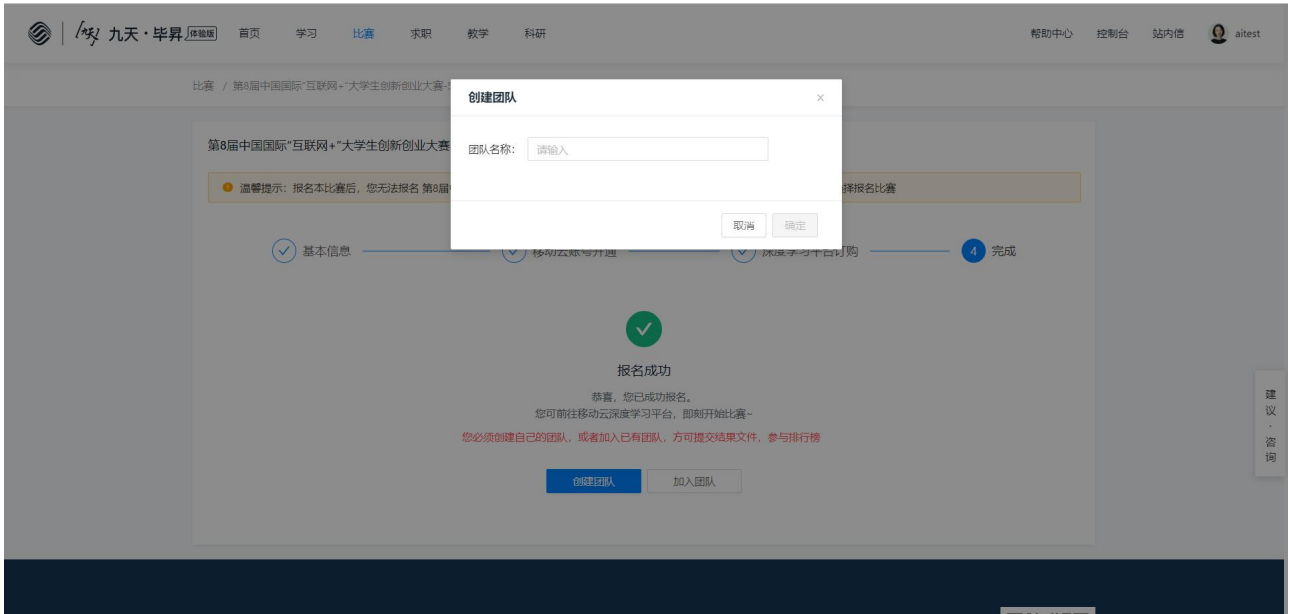 九天·毕昇 体验版 首页 学习 比赛 求职 教学 科研 帮助中心 控制台 站内信 aitest
比赛 / 第8届中国国际"互联网+"大学生创新创业大赛-
创建团队 ×
第8届中国国际"互联网+"大学生创新创业大赛
团队名称: 请输入
温馨提示：报名本比赛后，您无法报名 第8届 择报名比赛
取消 确定
基本信息 移动云账号开通 深度学习平台订购 4 完成
报名成功
恭喜，您已成功报名。
您可前往移动云深度学习平台，即刻开始比赛~
您必须创建自己的团队，或者加入已有团队，方可提交结果文件，参与排行榜
创建团队 加入团队
建
议
·
咨
询